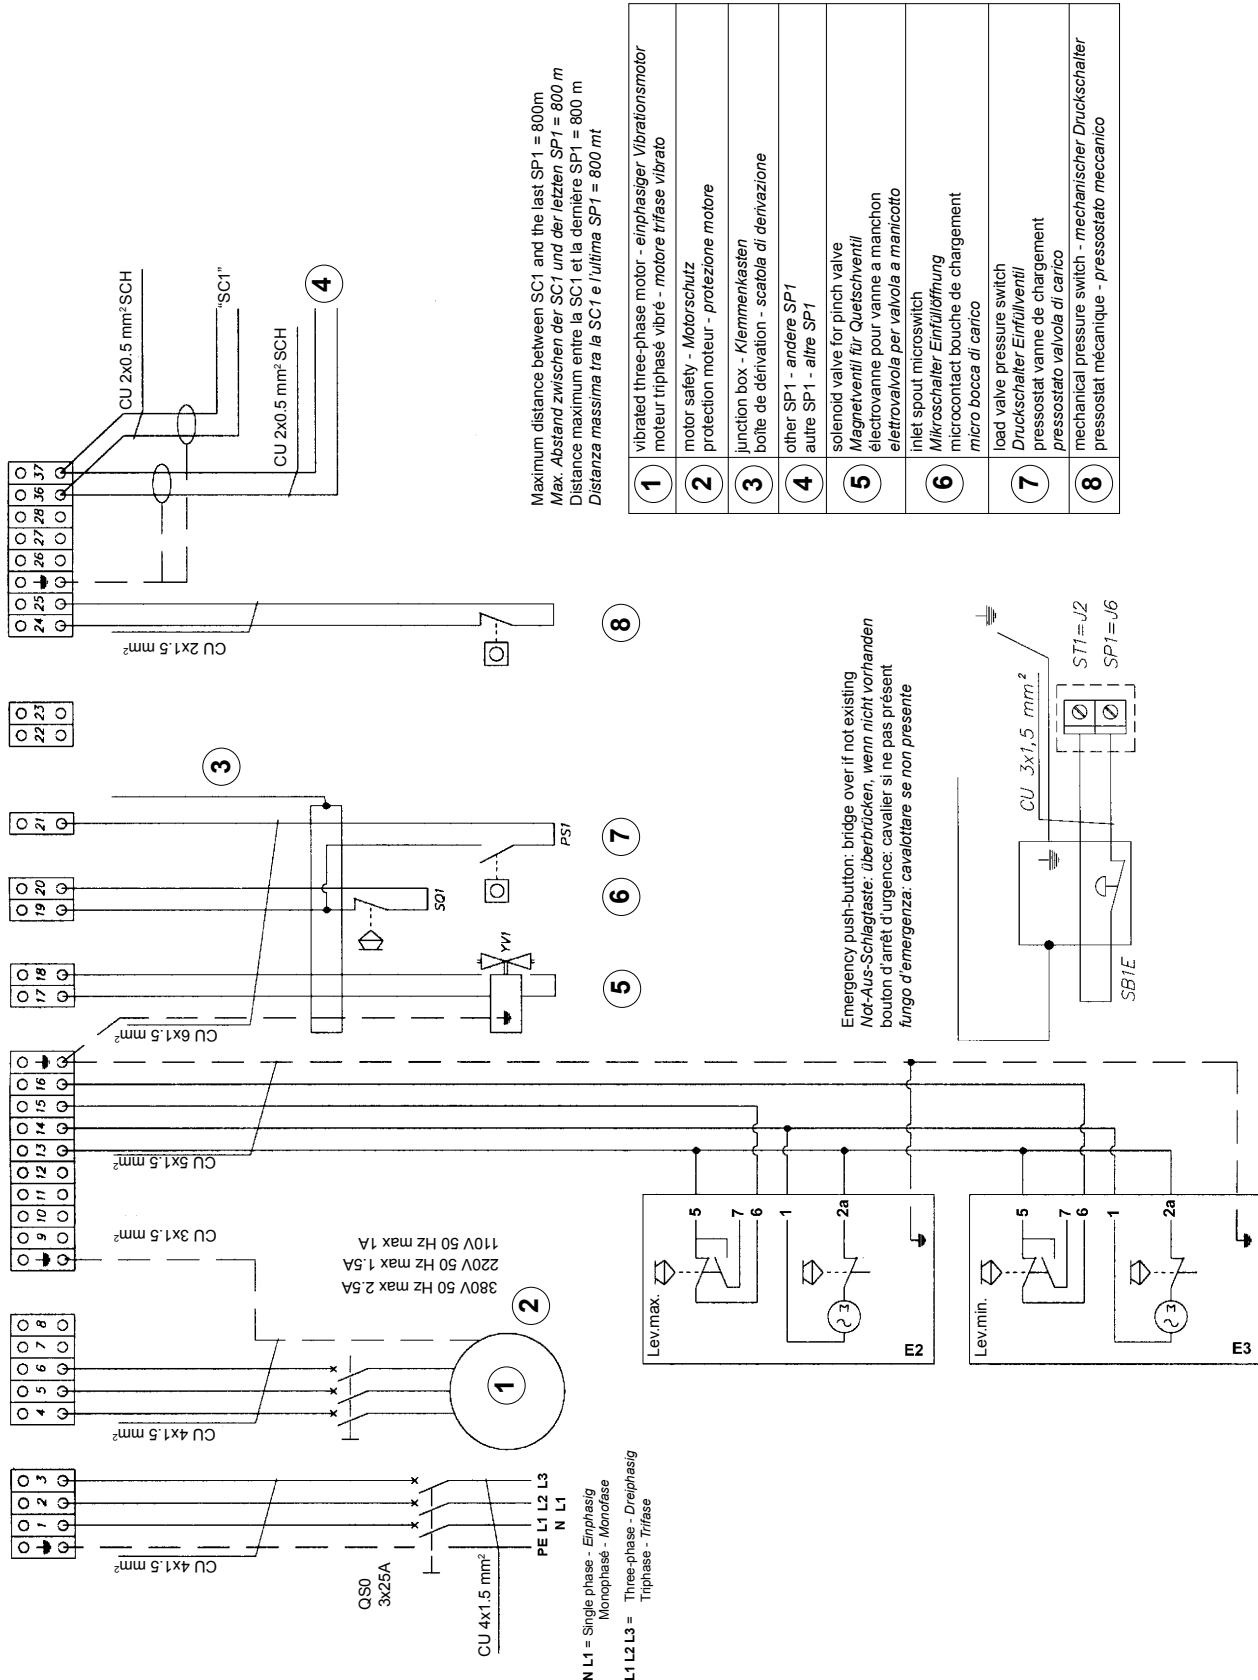 3
2
1
CU 4x1.5 mm²
QS0
3x25A
CU 4x1.5 mm²
PE L1 L2 L3
N L1
N L1 = Single phase - Einphasig
Monophasé - Monofase
L1 L2 L3 = Three-phase - Dreiphasig
Triphase - Trifase
8
7
6
5
4
CU 4x1.5 mm²
CU 3x1.5 mm²
380V 50 Hz max 2.5A
220V 50 Hz max 1.5A
110V 50 Hz max 1A
1
2
16
15
14
13
12
11
10
9
CU 5x1.5 mm²
CU 6x1.5 mm²
Lev.max.
5
7
6
1
2a
E2
Lev.min.
5
7
6
1
2a
E3
17 18
19 20
21
22 23
YV1
SQ1
PS1
3
5
6
7
8
24 25
26 27 28 36 37
CU 2x1.5 mm²
CU 2x0.5 mm² SCH
"SC1"
CU 2x0.5 mm² SCH
4
Emergency push-button: bridge over if not existing
Not-Aus-Schlagtaste: überbrücken, wenn nicht vorhanden
bouton d'arrêt d'urgence: cavalier si ne pas présent
fungo d'emergenza: cavalottare se non presente
SB1E
CU 3x1,5 mm²
ST1=J2
SP1=J6
Maximum distance between SC1 and the last SP1 = 800m
Max. Abstand zwischen der SC1 und der letzten SP1 = 800 m
Distance maximum entre la SC1 et la dernière SP1 = 800 m
Distanza massima tra la SC1 e l'ultima SP1 = 800 mt
1
vibrated three-phase motor - einphasiger Vibrationsmotor
moteur triphasé vibré - motore trifase vibrato
2
motor safety - Motorschutz
protection moteur - protezione motore
3
junction box - Klemmenkasten
boîte de dérivation - scatola di derivazione
4
other SP1 - andere SP1
autre SP1 - altre SP1
5
solenoid valve for pinch valve
Magnetventil für Quetschventil
électrovanne pour vanne a manchon
elettrovalvola per valvola a manicotto
6
inlet spout microswitch
Mikroschalter Einfüllöffnung
microcontact bouche de chargement
micro bocca di carico
7
load valve pressure switch
Druckschalter Einfüllventil
pressostat vanne de chargement
pressostato valvola di carico
8
mechanical pressure switch - mechanischer Druckschalter
pressostat mécanique - pressostato meccanico